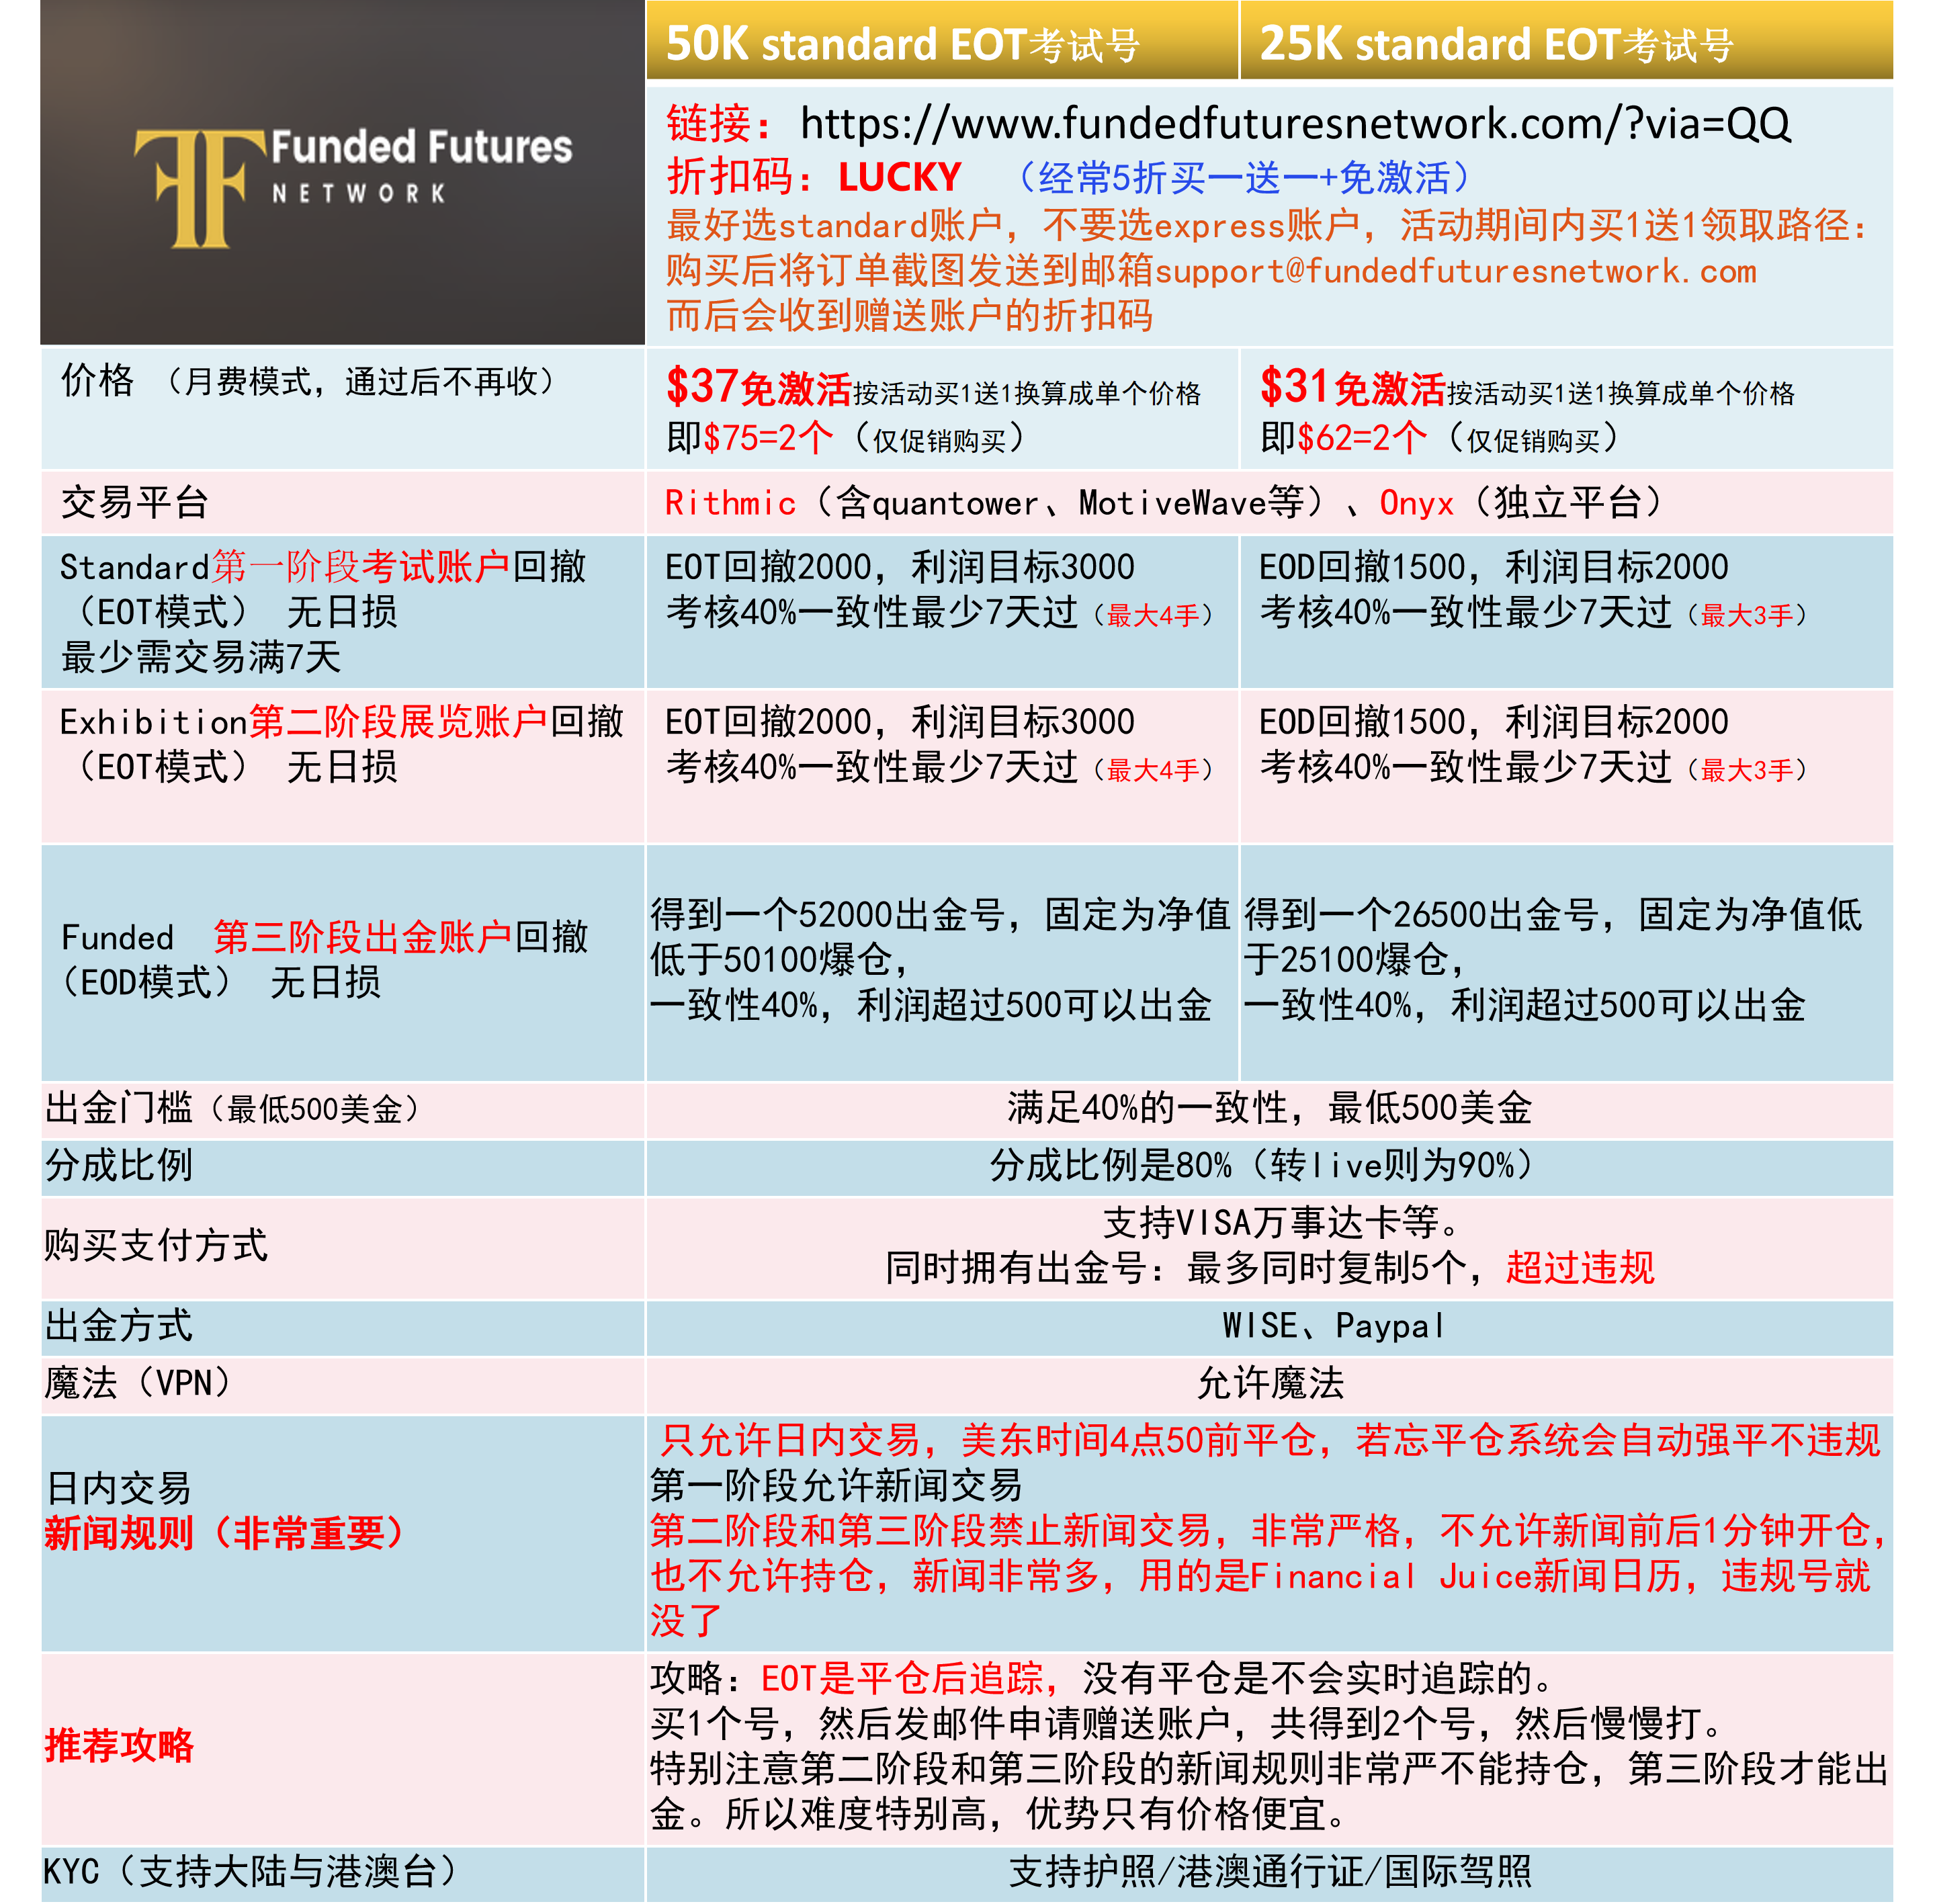 Funded Futures
NETWORK
50K standard EOT考试号
25K standard EOT考试号
链接：https://www.fundedfuturesnetwork.com/?via=QQ
折扣码：LUCKY （经常5折买一送一+免激活）
最好选standard账户，不要选express账户，活动期间内买1送1领取路径：
购买后将订单截图发送到邮箱support@fundedfuturesnetwork.com
而后会收到赠送账户的折扣码
价格 （月费模式，通过后不再收）
$37免激活按活动买1送1换算成单个价格
即$75=2个（仅促销购买）
$31免激活按活动买1送1换算成单个价格
即$62=2个（仅促销购买）
交易平台
Rithmic（含quantower、MotiveWave等）、Onyx（独立平台）
Standard第一阶段考试账户回撤
（EOT模式） 无日损
最少需交易满7天
EOT回撤2000，利润目标3000
考核40%一致性最少7天过（最大4手）
EOD回撤1500，利润目标2000
考核40%一致性最少7天过（最大3手）
Exhibition第二阶段展览账户回撤
（EOT模式） 无日损
EOT回撤2000，利润目标3000
考核40%一致性最少7天过（最大4手）
EOD回撤1500，利润目标2000
考核40%一致性最少7天过（最大3手）
Funded 第三阶段出金账户回撤
（EOD模式） 无日损
得到一个52000出金号，固定为净值
低于50100爆仓，
一致性40%，利润超过500可以出金
得到一个26500出金号，固定为净值低
于25100爆仓，
一致性40%，利润超过500可以出金
出金门槛（最低500美金）
满足40%的一致性，最低500美金
分成比例
分成比例是80%（转live则为90%）
购买支付方式
支持VISA万事达卡等。
同时拥有出金号：最多同时复制5个，超过违规
出金方式
WISE、Paypal
魔法（VPN）
允许魔法
日内交易
新闻规则（非常重要）
只允许日内交易，美东时间4点50前平仓，若忘平仓系统会自动强平不违规
第一阶段允许新闻交易
第二阶段和第三阶段禁止新闻交易，非常严格，不允许新闻前后1分钟开仓，
也不允许持仓，新闻非常多，用的是Financial Juice新闻日历，违规号就
没了
推荐攻略
攻略：EOT是平仓后追踪，没有平仓是不会实时追踪的。
买1个号，然后发邮件申请赠送账户，共得到2个号，然后慢慢打。
特别注意第二阶段和第三阶段的新闻规则非常严不能持仓，第三阶段才能出
金。所以难度特别高，优势只有价格便宜。
KYC（支持大陆与港澳台）
支持护照/港澳通行证/国际驾照